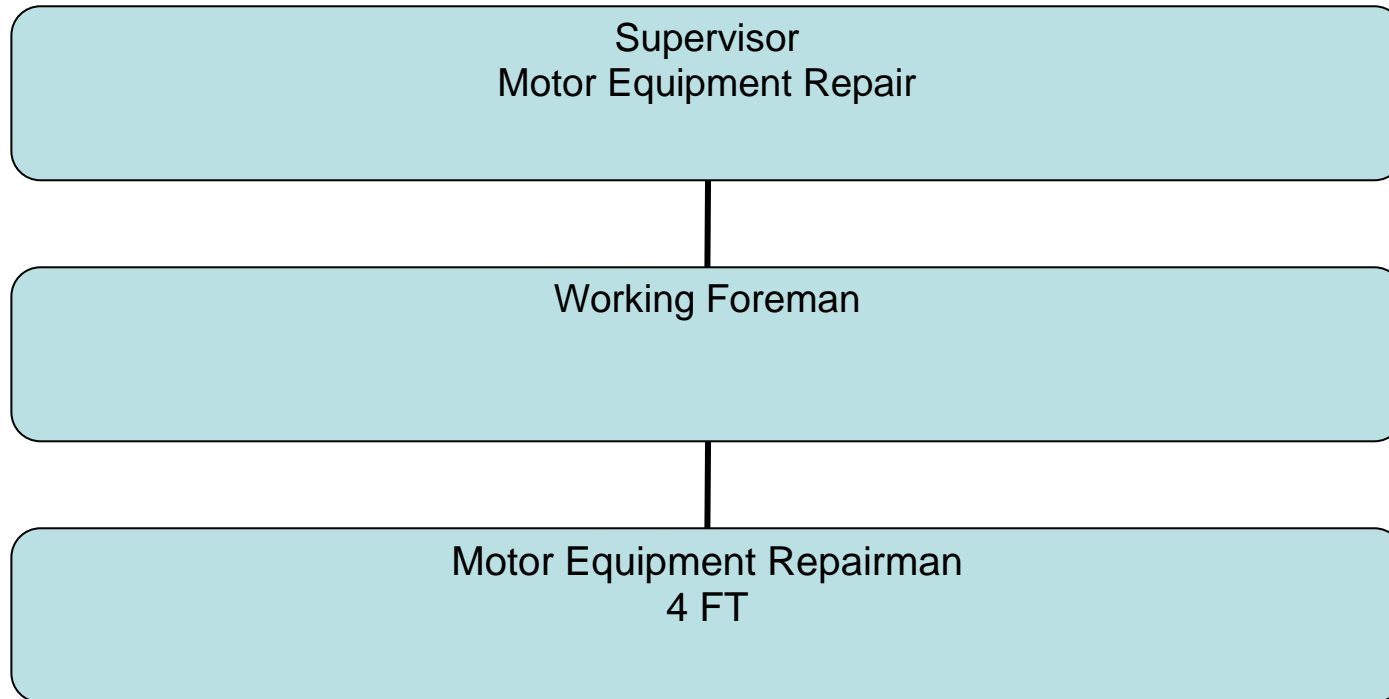 Supervisor
Motor Equipment Repair
Working Foreman
Motor Equipment Repairman
4 FT